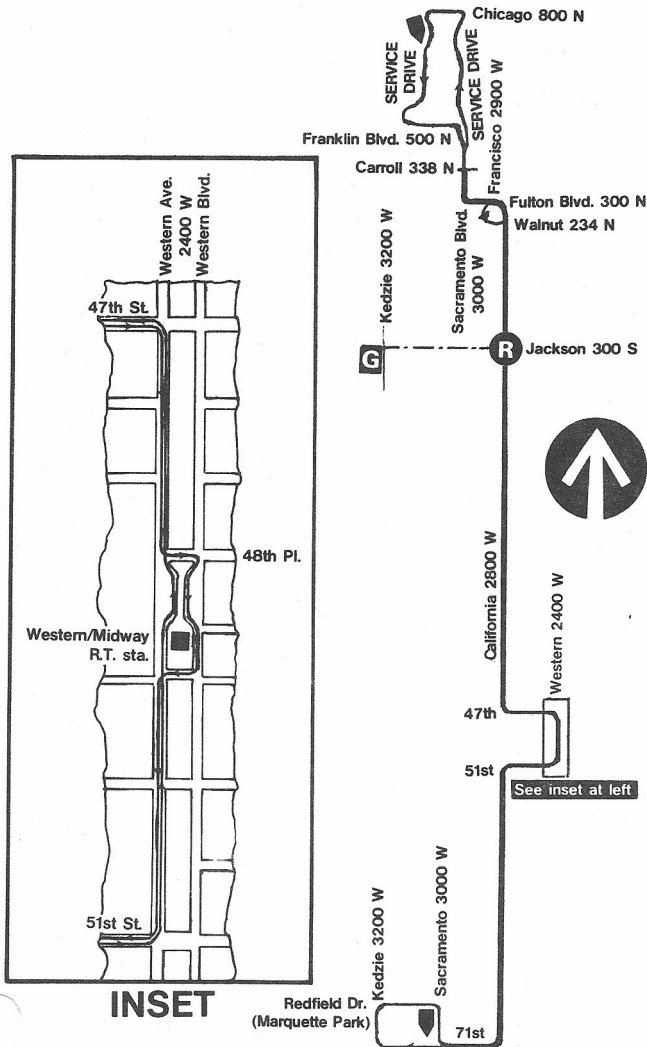 Chicago 800 N
SERVICE
DRIVE
SERVICE DRIVE
Francisco 2900 W
Franklin Blvd. 500 N
Carroll 338 N
Fulton Blvd. 300 N
Walnut 234 N
Kedzie 3200 W
Sacramento Blvd.
3000 W
G
R
Jackson 300 S
California 2800 W
Western 2400 W
47th
51st
See inset at left
Kedzie 3200 W
Sacramento 3000 W
Redfield Dr.
(Marquette Park)
71st
Western Ave.
2400 W
Western Blvd.
47th St.
48th Pl.
Western/Midway
R.T. sta.
51st St.
INSET